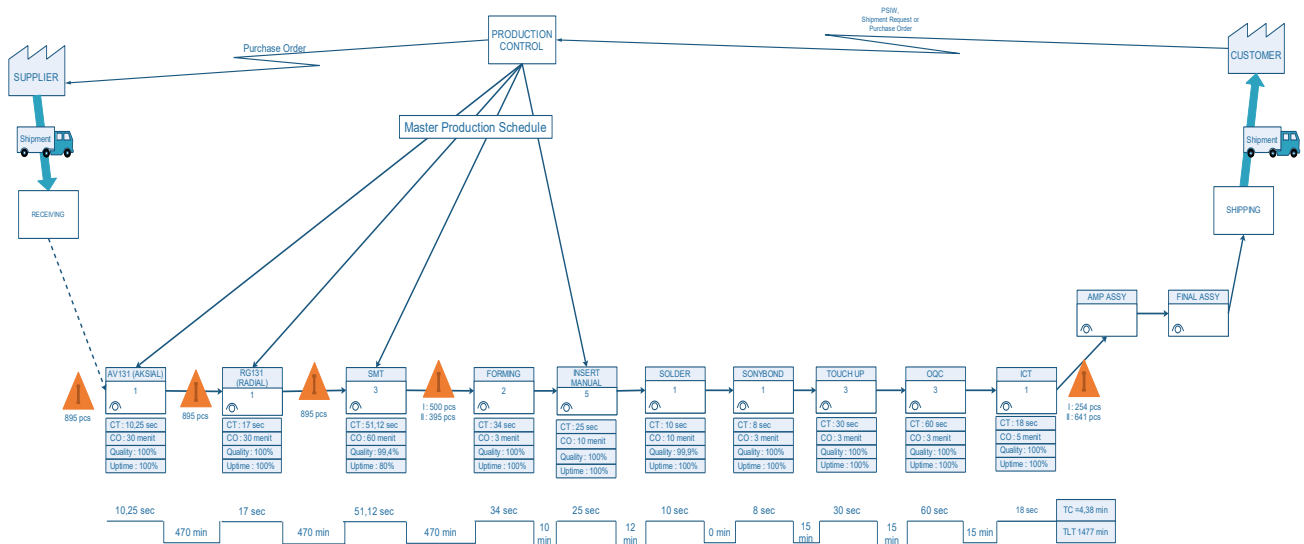 PSIW,
Shipment Request or
Purchase Order
PRODUCTION
CONTROL
Purchase Order
CUSTOMER
SUPPLIER
Master Production Schedule
Shipment
Shipment
RECEIVING
SHIPPING
AMP ASSY
FINAL ASSY
895 pcs
AV131 (AKSIAL)
1
CT : 10,25 sec
CO : 30 menit
Quality : 100%
Uptime : 100%
895 pcs
RG131
(RADIAL)
1
CT : 17 sec
CO : 30 menit
Quality : 100%
Uptime : 100%
895 pcs
SMT
3
CT : 51,12 sec
CO : 60 menit
Quality : 99,4%
Uptime : 80%
I : 500 pcs
II : 395 pcs
FORMING
2
CT : 34 sec
CO : 3 menit
Quality : 100%
Uptime : 100%
INSERT
MANUAL
5
CT : 25 sec
CO : 10 menit
Quality : 100%
Uptime : 100%
SOLDER
1
CT : 10 sec
CO : 10 menit
Quality : 99,9%
Uptime : 100%
SONYBOND
1
CT : 8 sec
CO : 3 menit
Quality : 100%
Uptime : 100%
TOUCH UP
3
CT : 30 sec
CO : 3 menit
Quality : 100%
Uptime : 100%
OQC
3
CT : 60 sec
CO : 3 menit
Quality : 100%
Uptime : 100%
ICT
1
CT : 18 sec
CO : 5 menit
Quality : 100%
Uptime : 100%
I : 254 pcs
II : 641 pcs
10,25 sec
470 min
17 sec
470 min
51,12 sec
470 min
34 sec
10
min
25 sec
12
min
10 sec
0 min
8 sec
15
min
30 sec
15
min
60 sec
15 min
18 sec
TC =4,38 min
TLT 1477 min